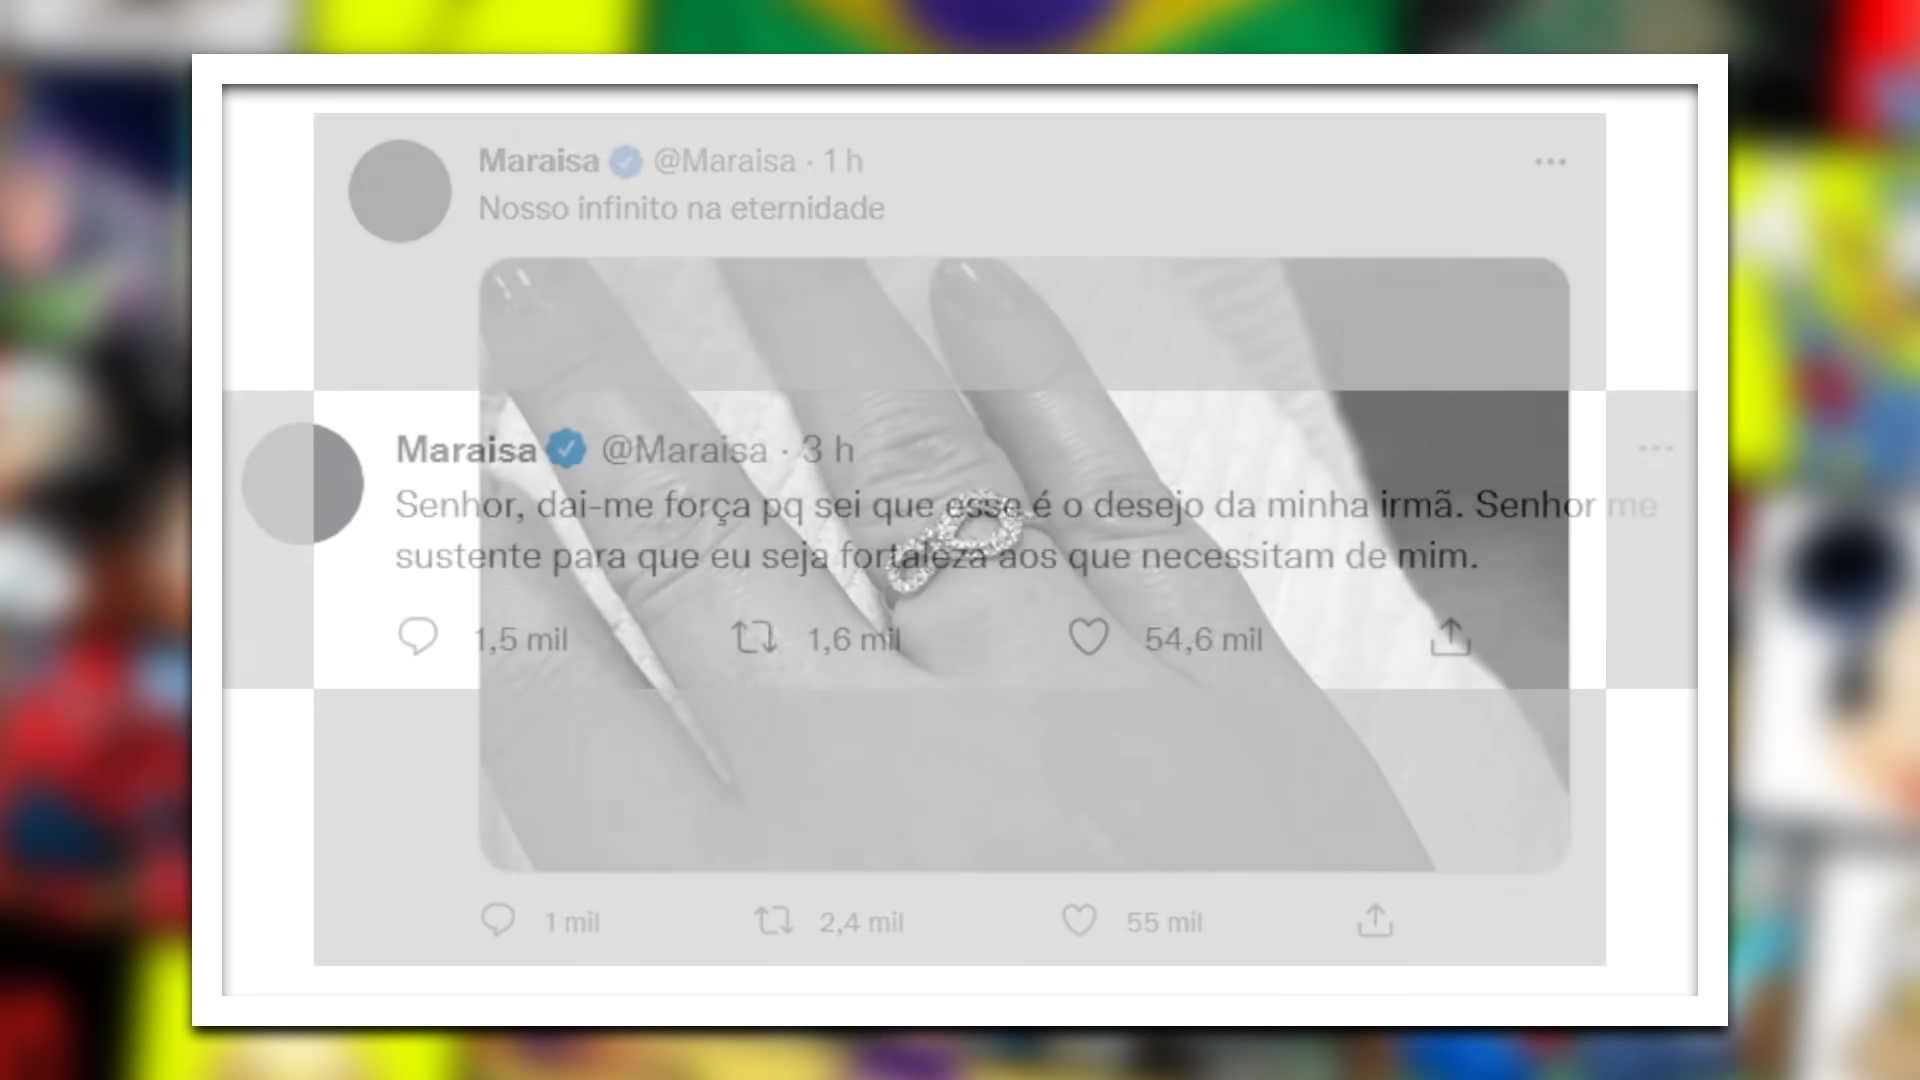 Maraisa @Maraisa · 1 h
Nosso infinito na eternidade
Maraisa @Maraisa · 3 h
Senhor, dai-me força pq sei que esse é o desejo da minha irmã. Senhor me
sustente para que eu seja fortaleza aos que necessitam de mim.
1,5 mil 1,6 mil 54,6 mil
1 mil 2,4 mil 55 mil